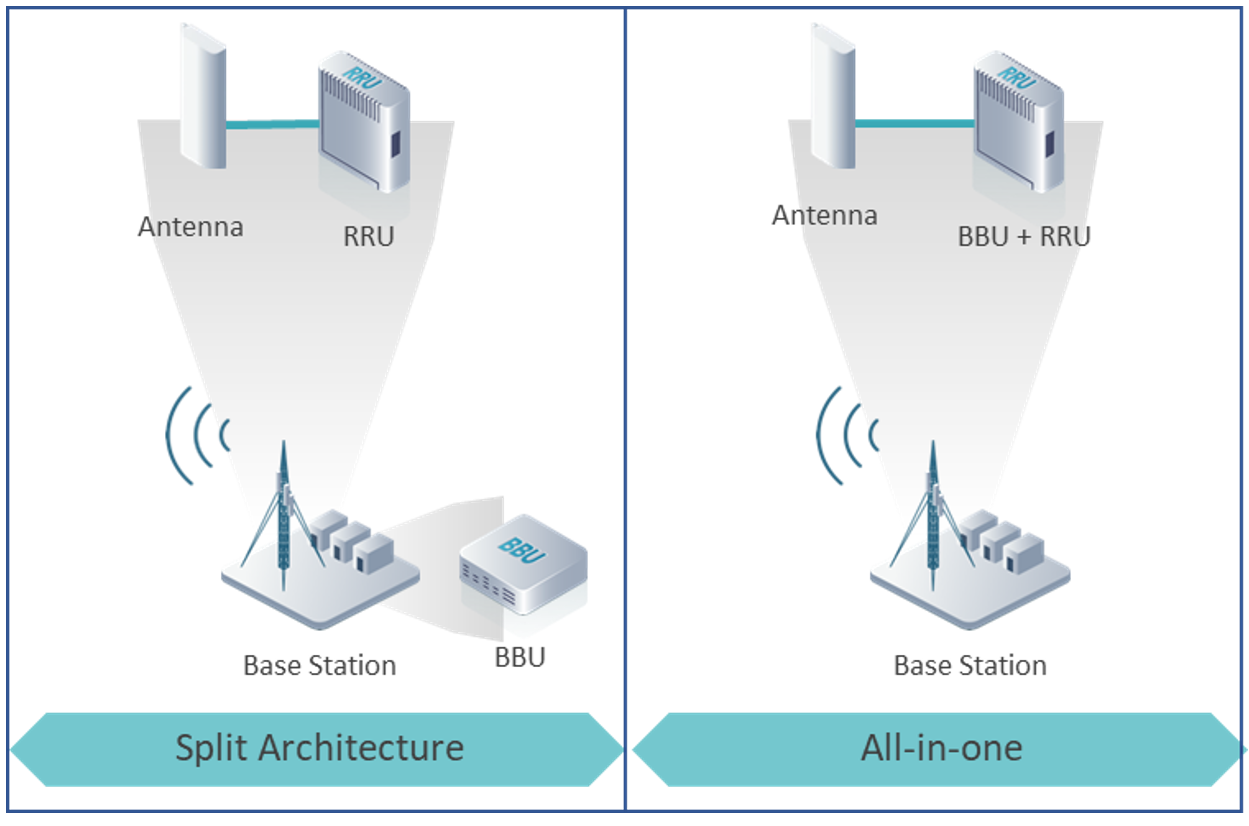 RRU
Antenna
RRU
BBU
Base Station
BBU
Split Architecture
RRU
Antenna
BBU + RRU
Base Station
All-in-one